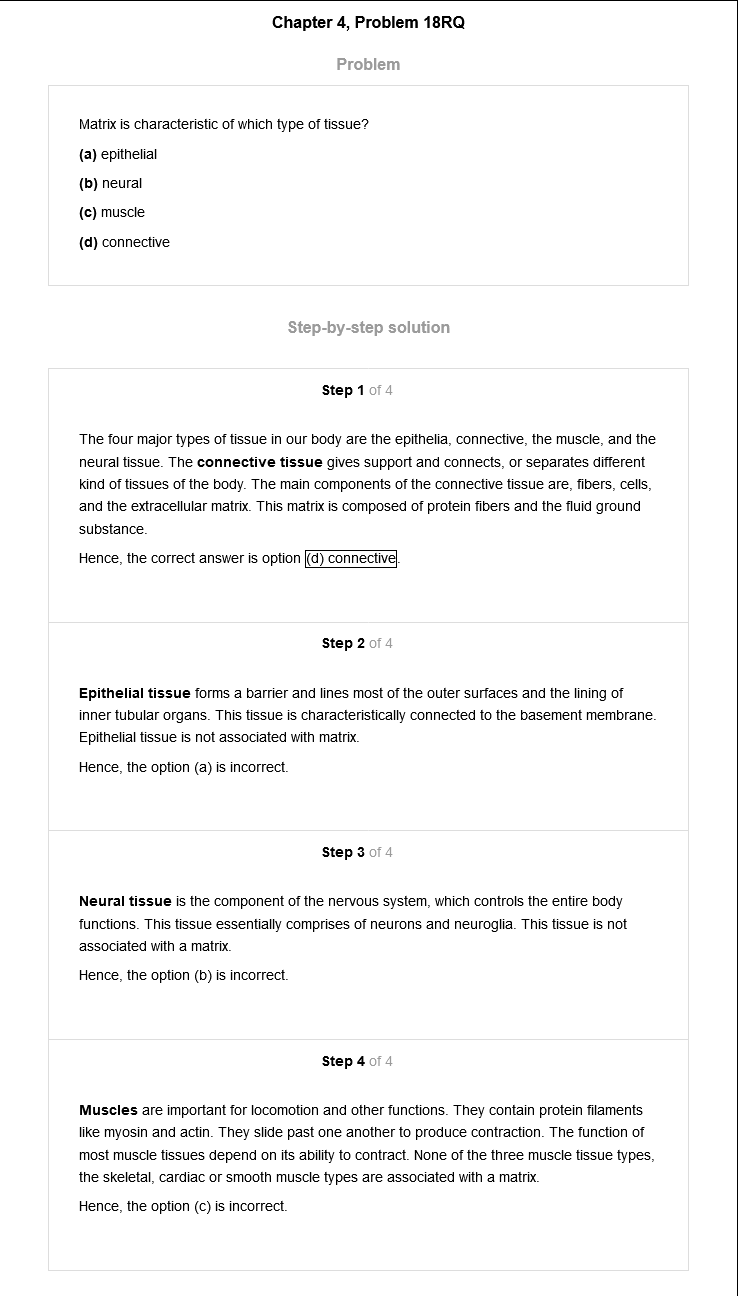 Chapter 4, Problem 18RQ
Problem
Matrix is characteristic of which type of tissue?
(a) epithelial
(b) neural
(c) muscle
(d) connective
Step-by-step solution
Step 1 of 4
The four major types of tissue in our body are the epithelia, connective, the muscle, and the
neural tissue. The connective tissue gives support and connects, or separates different
kind of tissues of the body. The main components of the connective tissue are, fibers, cells,
and the extracellular matrix. This matrix is composed of protein fibers and the fluid ground
substance.
Hence, the correct answer is option (d) connective.
Step 2 of 4
Epithelial tissue forms a barrier and lines most of the outer surfaces and the lining of
inner tubular organs. This tissue is characteristically connected to the basement membrane.
Epithelial tissue is not associated with matrix.
Hence, the option (a) is incorrect.
Step 3 of 4
Neural tissue is the component of the nervous system, which controls the entire body
functions. This tissue essentially comprises of neurons and neuroglia. This tissue is not
associated with a matrix.
Hence, the option (b) is incorrect.
Step 4 of 4
Muscles are important for locomotion and other functions. They contain protein filaments
like myosin and actin. They slide past one another to produce contraction. The function of
most muscle tissues depend on its ability to contract. None of the three muscle tissue types,
the skeletal, cardiac or smooth muscle types are associated with a matrix.
Hence, the option (c) is incorrect.